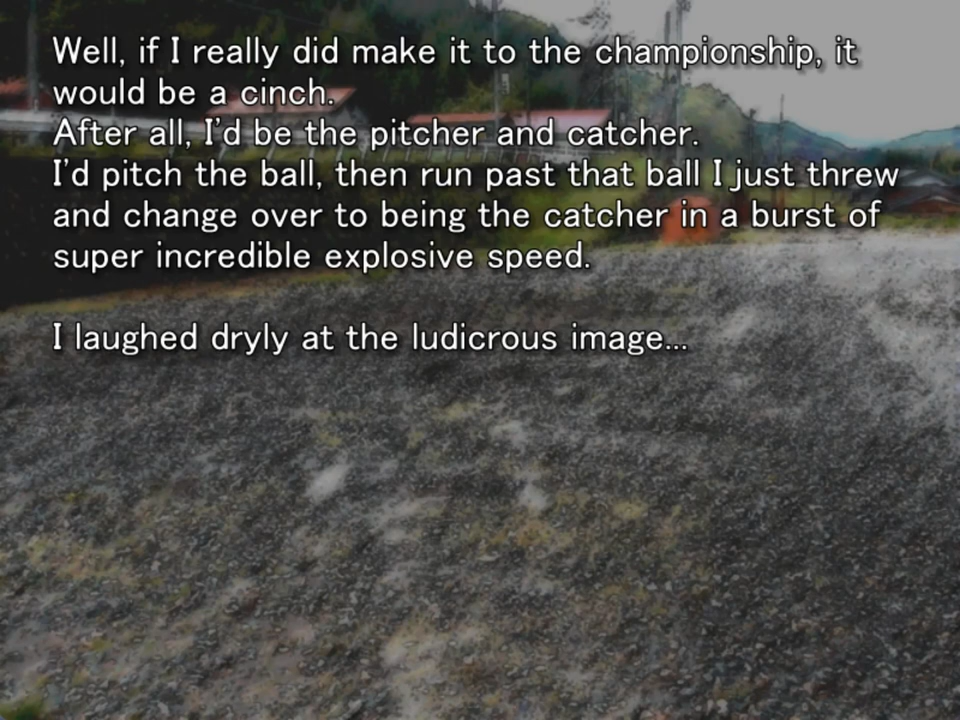 Well, if I really did make it to the championship, it
would be a cinch.
After all, I'd be the pitcher and catcher.
I'd pitch the ball, then run past that ball I just threw
and change over to being the catcher in a burst of
super incredible explosive speed.
I laughed dryly at the ludicrous image...